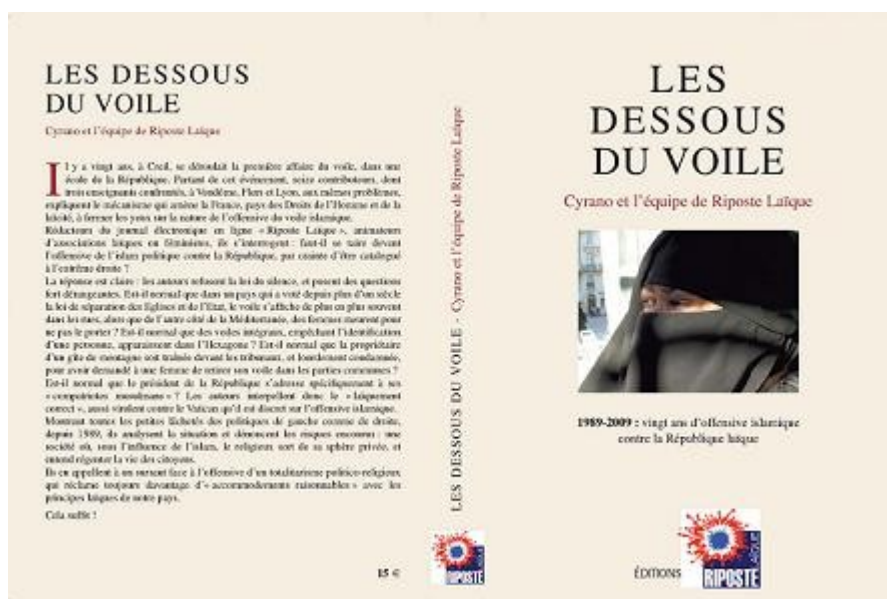 LES DESSOUS
DU VOILE
Cyrano et l'équipe de Riposte Laïque
Il y a vingt ans, à Creil, se déroulait la première affaire du voile, dans une
école de la République. Partant de cet événement, seize contributeurs, dont
trois enseignants confrontés, à Vendôme, Flers et Lyon, aux mêmes problèmes,
expliquent le mécanisme qui amène la France, pays des Droits de l'Homme et de la
laïcité, à fermer les yeux sur la nature de l'offensive du voile islamique.
Rédacteurs du journal électronique en ligne « Riposte Laïque », animateurs
d'associations laïques ou féministes, ils s'interrogent : faut-il se taire devant
l'offensive de l'islam politique contre la République, par crainte d'être catalogué
à l'extrême droite ?
La réponse est claire : les auteurs refusent la loi du silence, et posent des questions
fort dérangeantes. Est-il normal que dans un pays qui a voté depuis plus d'un siècle
la loi de séparation des Eglises et de l'Etat, le voile s'affiche de plus en plus souvent
dans les rues, alors que de l'autre côté de la Méditerranée, des femmes meurent pour
ne pas le porter ? Est-il normal que des voiles intégraux, empêchant l'identification
d'une personne, apparaissent dans l'Hexagone ? Est-il normal que la propriétaire
d'un gîte de montagne soit traînée devant les tribunaux, et lourdement condamnée,
pour avoir demandé à une femme de retirer son voile dans les parties communes ?
Est-il normal que le président de la République s'adresse spécifiquement à ses
« compatriotes musulmans » ? Les auteurs interpellent donc le « laïquement
correct », aussi virulent contre le Vatican qu'il est discret sur l'offensive islamique.
Montrant toutes les petites lâchetés des politiques de gauche comme de droite,
depuis 1989, ils analysent la situation et dénoncent les risques encourus : une
société où, sous l'influence de l'islam, le religieux sort de sa sphère privée, et
entend régenter la vie des citoyens.
Ils en appellent à un sursaut face à l'offensive d'un totalitarisme politico-religieux
qui réclame toujours davantage d'« accommodements raisonnables » avec les
principes laïques de notre pays.
Cela suffit !
15 €
LES DESSOUS DU VOILE - Cyrano et l'équipe de Riposte Laïque
RIPOSTE
LAÏQUE
LES
DESSOUS
DU VOILE
Cyrano et l'équipe de Riposte Laïque
1989-2009 : vingt ans d'offensive islamique
contre la République laïque
ÉDITIONS
RIPOSTE
LAÏQUE